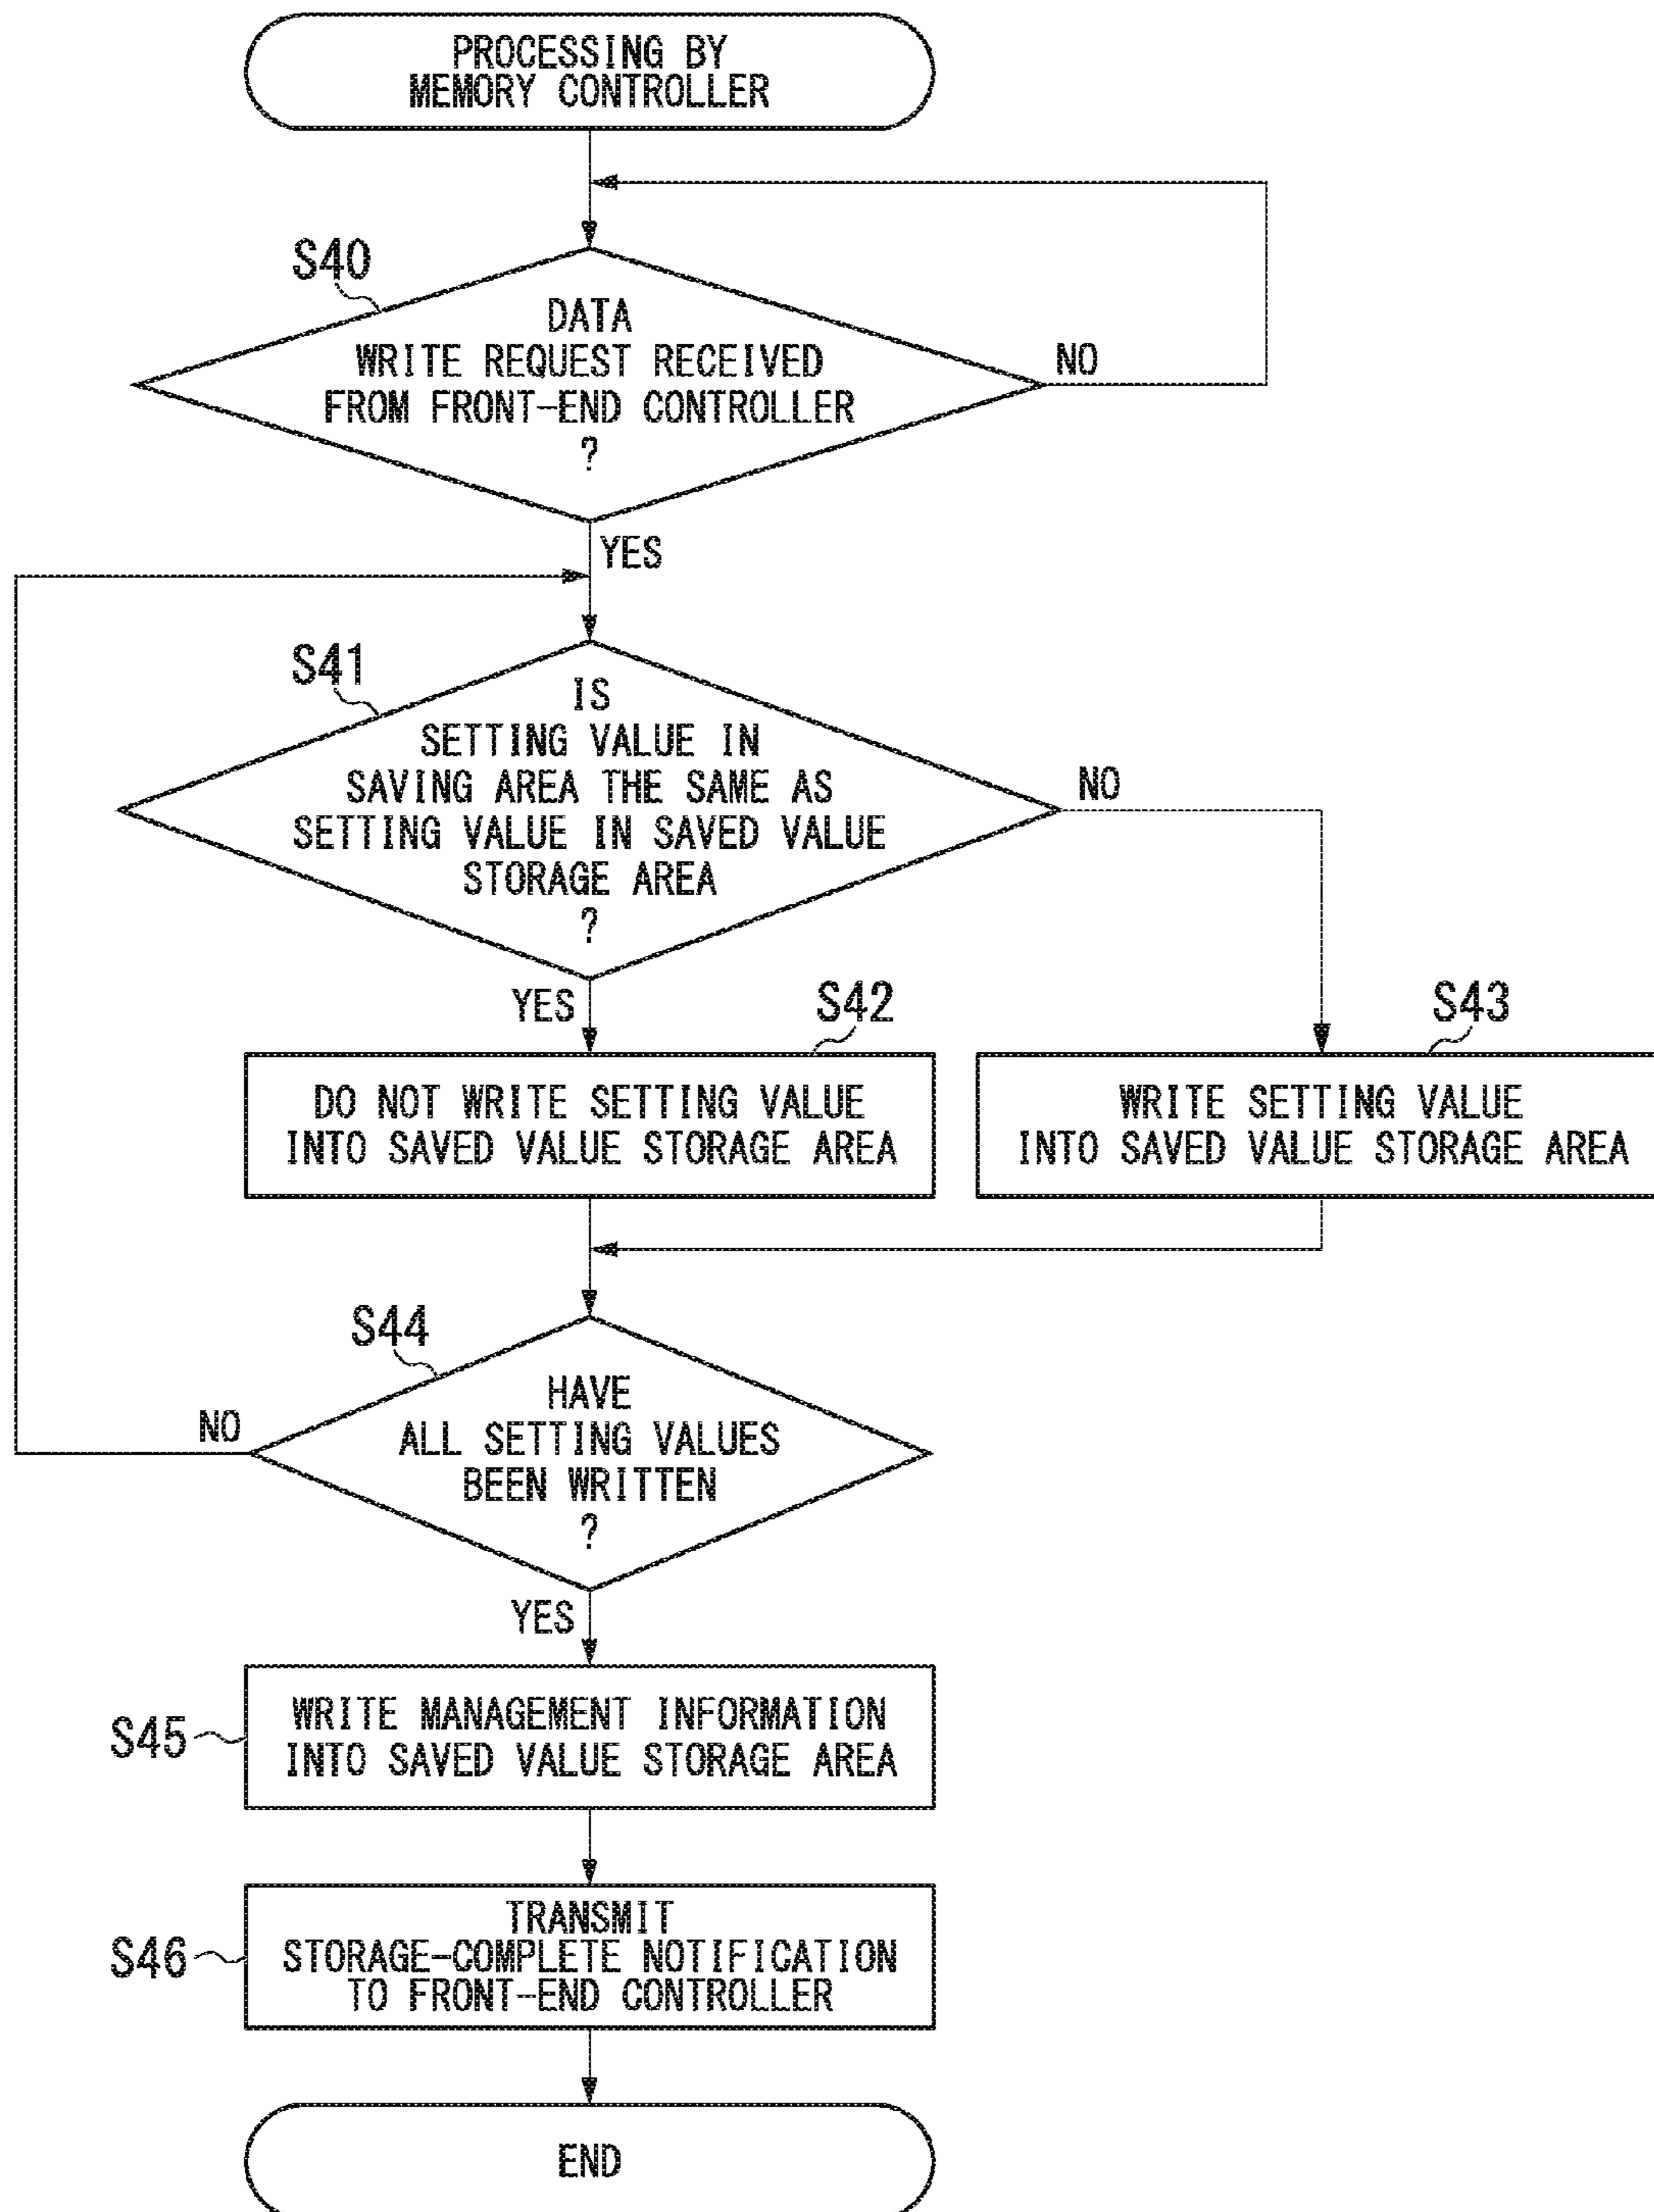 PROCESSING BY
MEMORY CONTROLLER
S40
DATA
WRITE REQUEST RECEIVED
FROM FRONT-END CONTROLLER
?
NO
YES
S41
IS
SETTING VALUE IN
SAVING AREA THE SAME AS
SETTING VALUE IN SAVED VALUE
STORAGE AREA
?
NO
YES
S42
DO NOT WRITE SETTING VALUE
INTO SAVED VALUE STORAGE AREA
S43
WRITE SETTING VALUE
INTO SAVED VALUE STORAGE AREA
S44
HAVE
ALL SETTING VALUES
BEEN WRITTEN
?
NO
YES
S45
WRITE MANAGEMENT INFORMATION
INTO SAVED VALUE STORAGE AREA
S46
TRANSMIT
STORAGE-COMPLETE NOTIFICATION
TO FRONT-END CONTROLLER
END